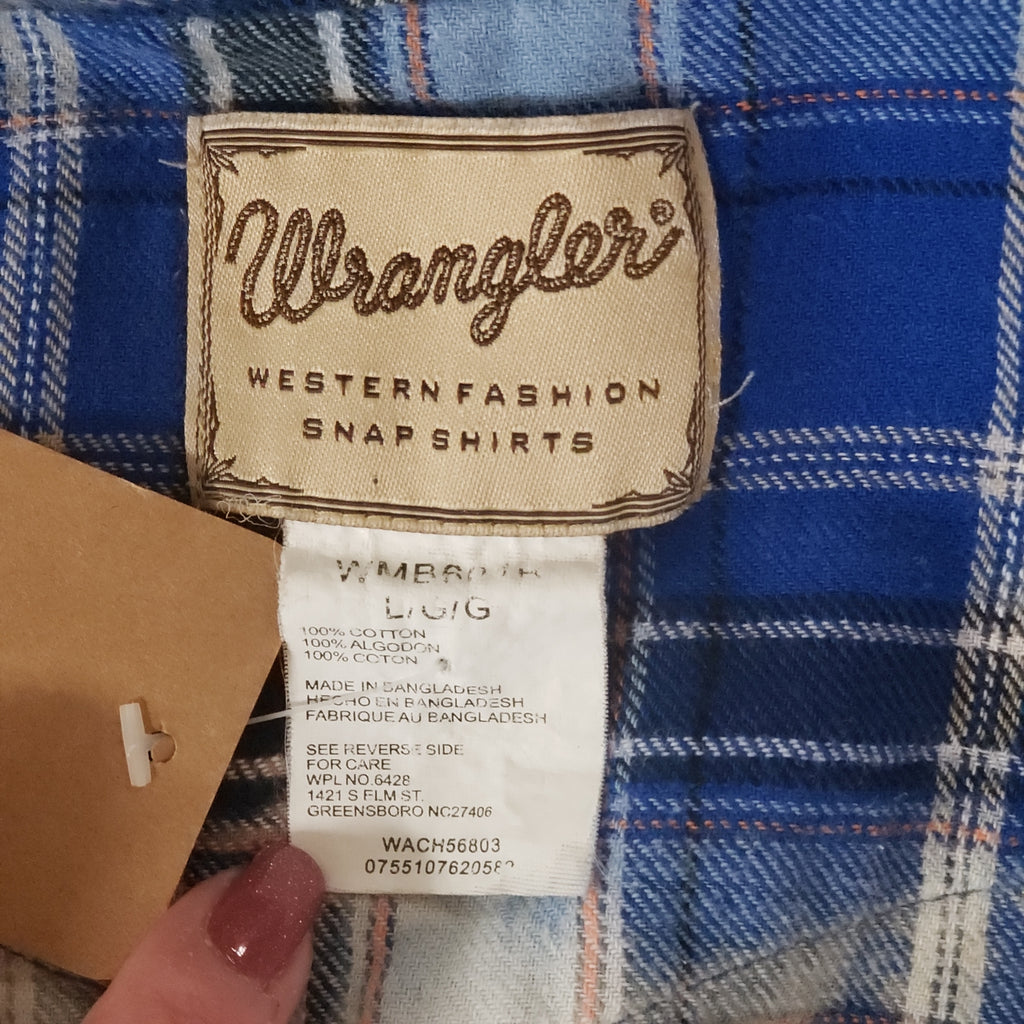 Wrangler®
WESTERN FASHION
SNAP SHIRTS
L/G/G
100% COTTON
100% ALGODON
100% COTON
MADE IN BANGLADESH
HECHO EN BANGLADESH
FABRIQUE AU BANGLADESH
SEE REVERSE SIDE
FOR CARE
WPL NO.6428
1421 S ELM ST.
GREENSBORO NC27406
WACH56803